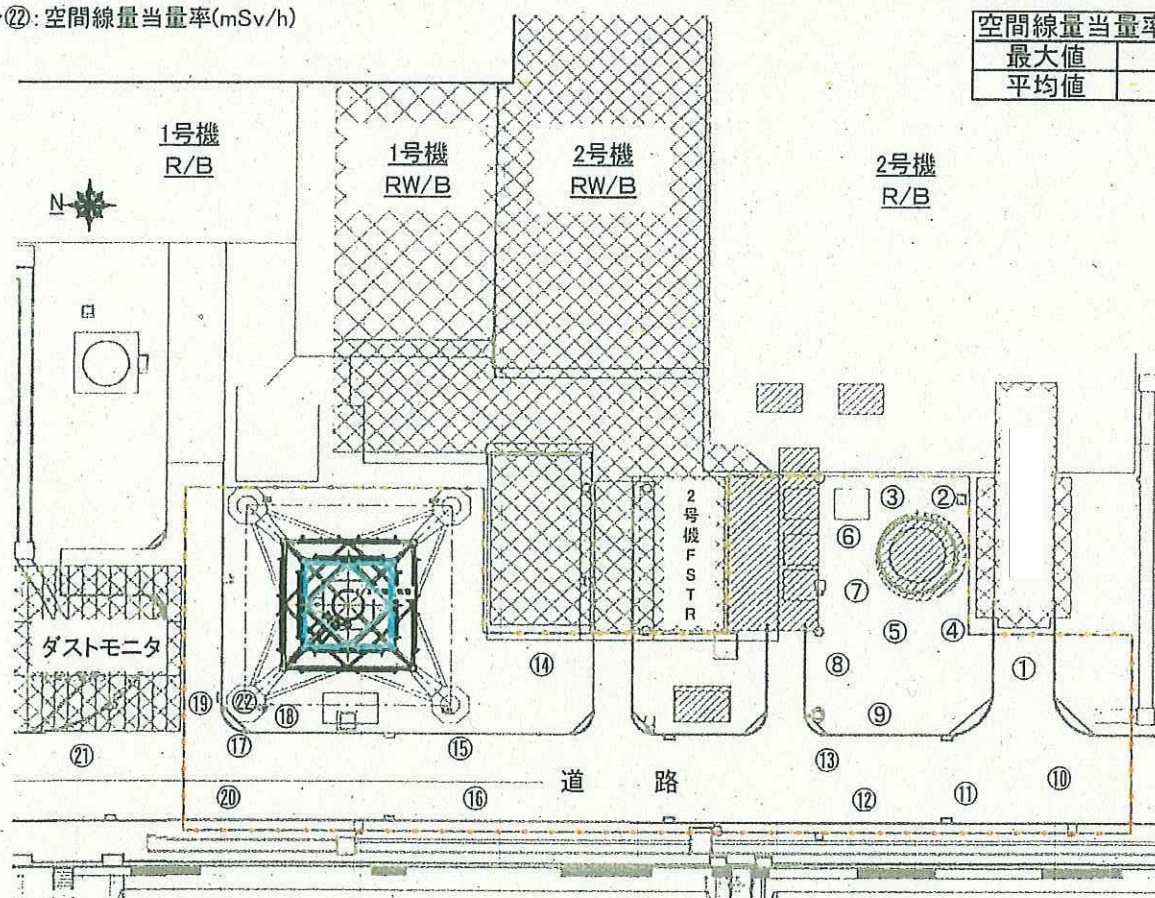 ㉒:空間線量当量率(mSv/h)
空間線量当量率
最大値
平均値
1号機
R/B
1号機
RW/B
2号機
RW/B
2号機
R/B
N
2号機FSTR
③
②
⑥
⑦
⑤
④
⑧
①
⑨
ダストモニタ
⑭
⑲
㉒
⑱
⑰
⑮
㉑
⑬
⑩
道路
⑳
⑯
⑫
⑪